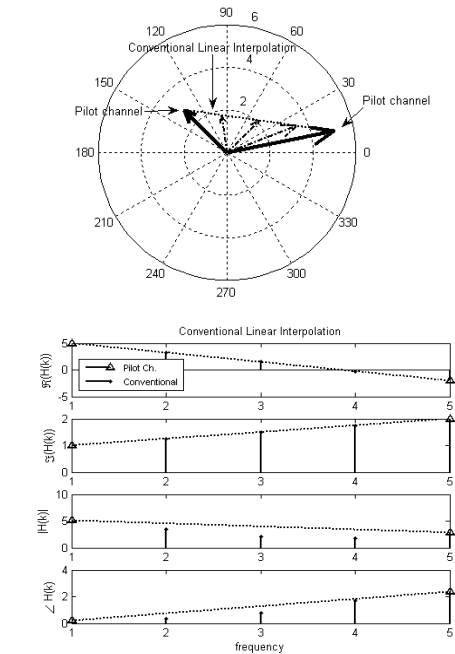 90
6
120
60
Conventional Linear Interpolation
4
150
30
2
Pilot channel
Pilot channel
180
0
210
330
240
300
270
Conventional Linear Interpolation
5
0
-5
ℜ(H(k))
Pilot Ch.
Conventional
1 2 3 4 5
2
1
0
ℑ(H(k))
1 2 3 4 5
10
5
0
|H(k)|
1 2 3 4 5
4
2
0
∠ H(k)
1 2 3 4 5
frequency